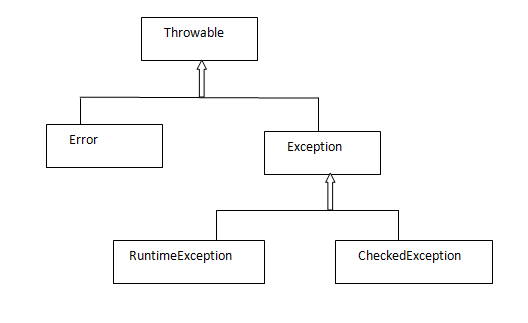 Throwable
Error
Exception
RuntimeException
CheckedException